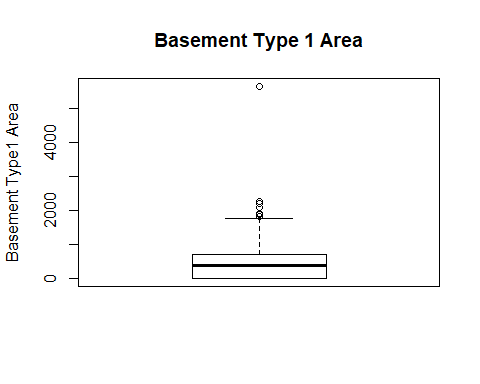 Basement Type 1 Area
Basement Type1 Area
4000
2000
0